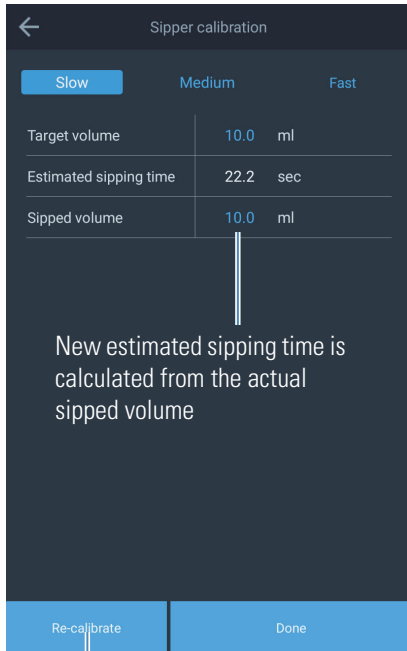 Sipper calibration
Slow Medium Fast
Target volume 10.0 ml
Estimated sipping time 22.2 sec
Sipped volume 10.0 ml
New estimated sipping time is
calculated from the actual
sipped volume
Re-calibrate Done